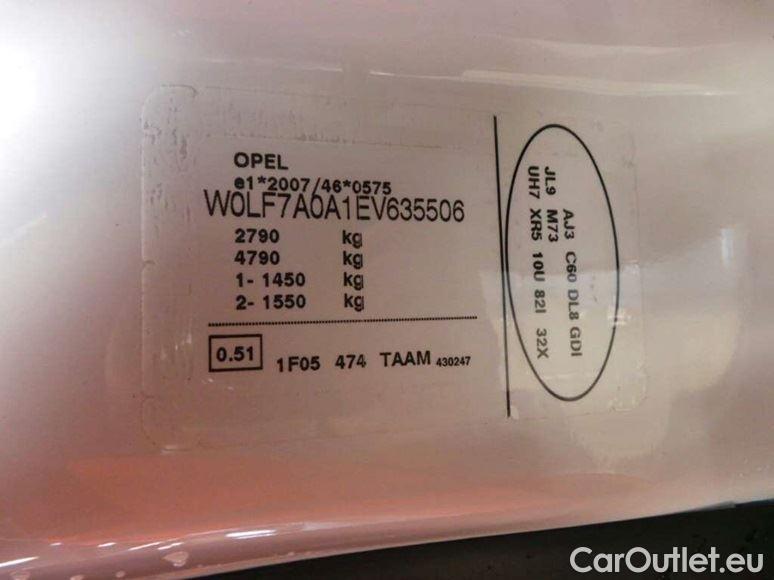 OPEL
e1*2007/46*0575
W0LF7A0A1EV635506
2790 kg
4790 kg
1- 1450 kg
2- 1550 kg
0.51 1F05 474 TAAM 430247
AJ3 C60 DL8 GDI
JL9 M73
UH7 XR5 10U 82I 32X
CarOutlet.eu